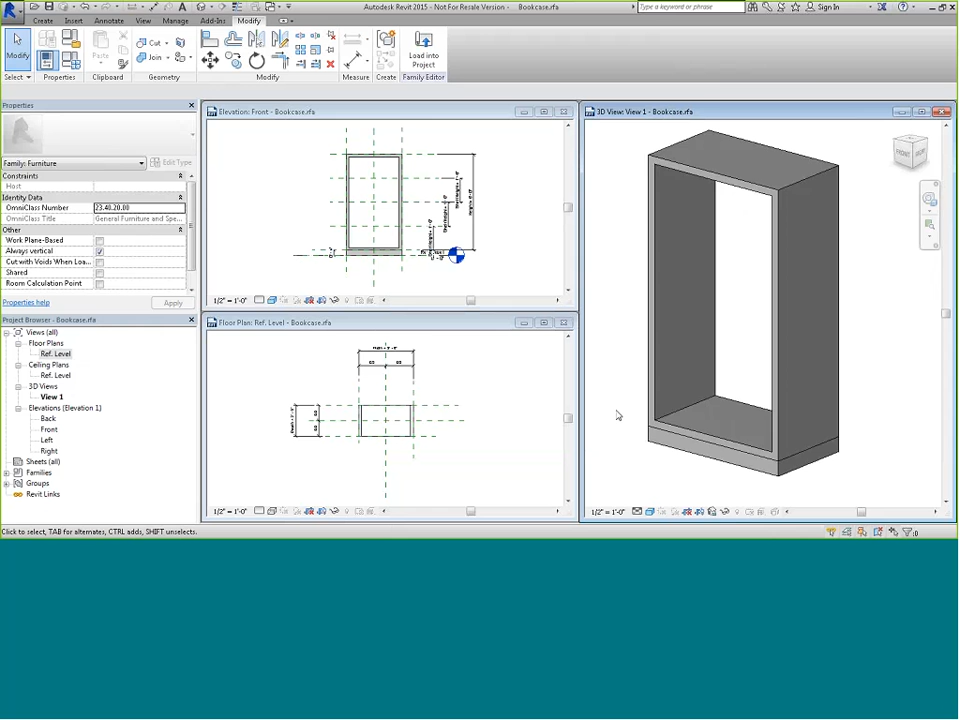 Autodesk Revit 2015 - Not For Resale Version - Bookcase.rfa
Type a keyword or phrase
Sign In
Create Insert Annotate View Manage Add-Ins Modify
Modify
Paste
Cut
Join
Load into
Project
Select Properties Clipboard Geometry Modify Measure Create Family Editor
Properties
Family: Furniture
Edit Type
Constraints
Host
Identity Data
OmniClass Number 23.40.20.00
OmniClass Title General Furniture and Spe...
Other
Work Plane-Based
Always vertical
Cut with Voids When Loa...
Shared
Room Calculation Point
Properties help
Apply
Project Browser - Bookcase.rfa
Views (all)
Floor Plans
Ref. Level
Ceiling Plans
Ref. Level
3D Views
View 1
Elevations (Elevation 1)
Back
Front
Left
Right
Sheets (all)
Families
Groups
Revit Links
Elevation: Front - Bookcase.rfa
1/2" = 1'-0"
Floor Plan: Ref. Level - Bookcase.rfa
EQ EQ
1/2" = 1'-0"
3D View: View 1 - Bookcase.rfa
FRONT
RIGHT
1/2" = 1'-0"
Click to select, TAB for alternates, CTRL adds, SHIFT unselects.
:0